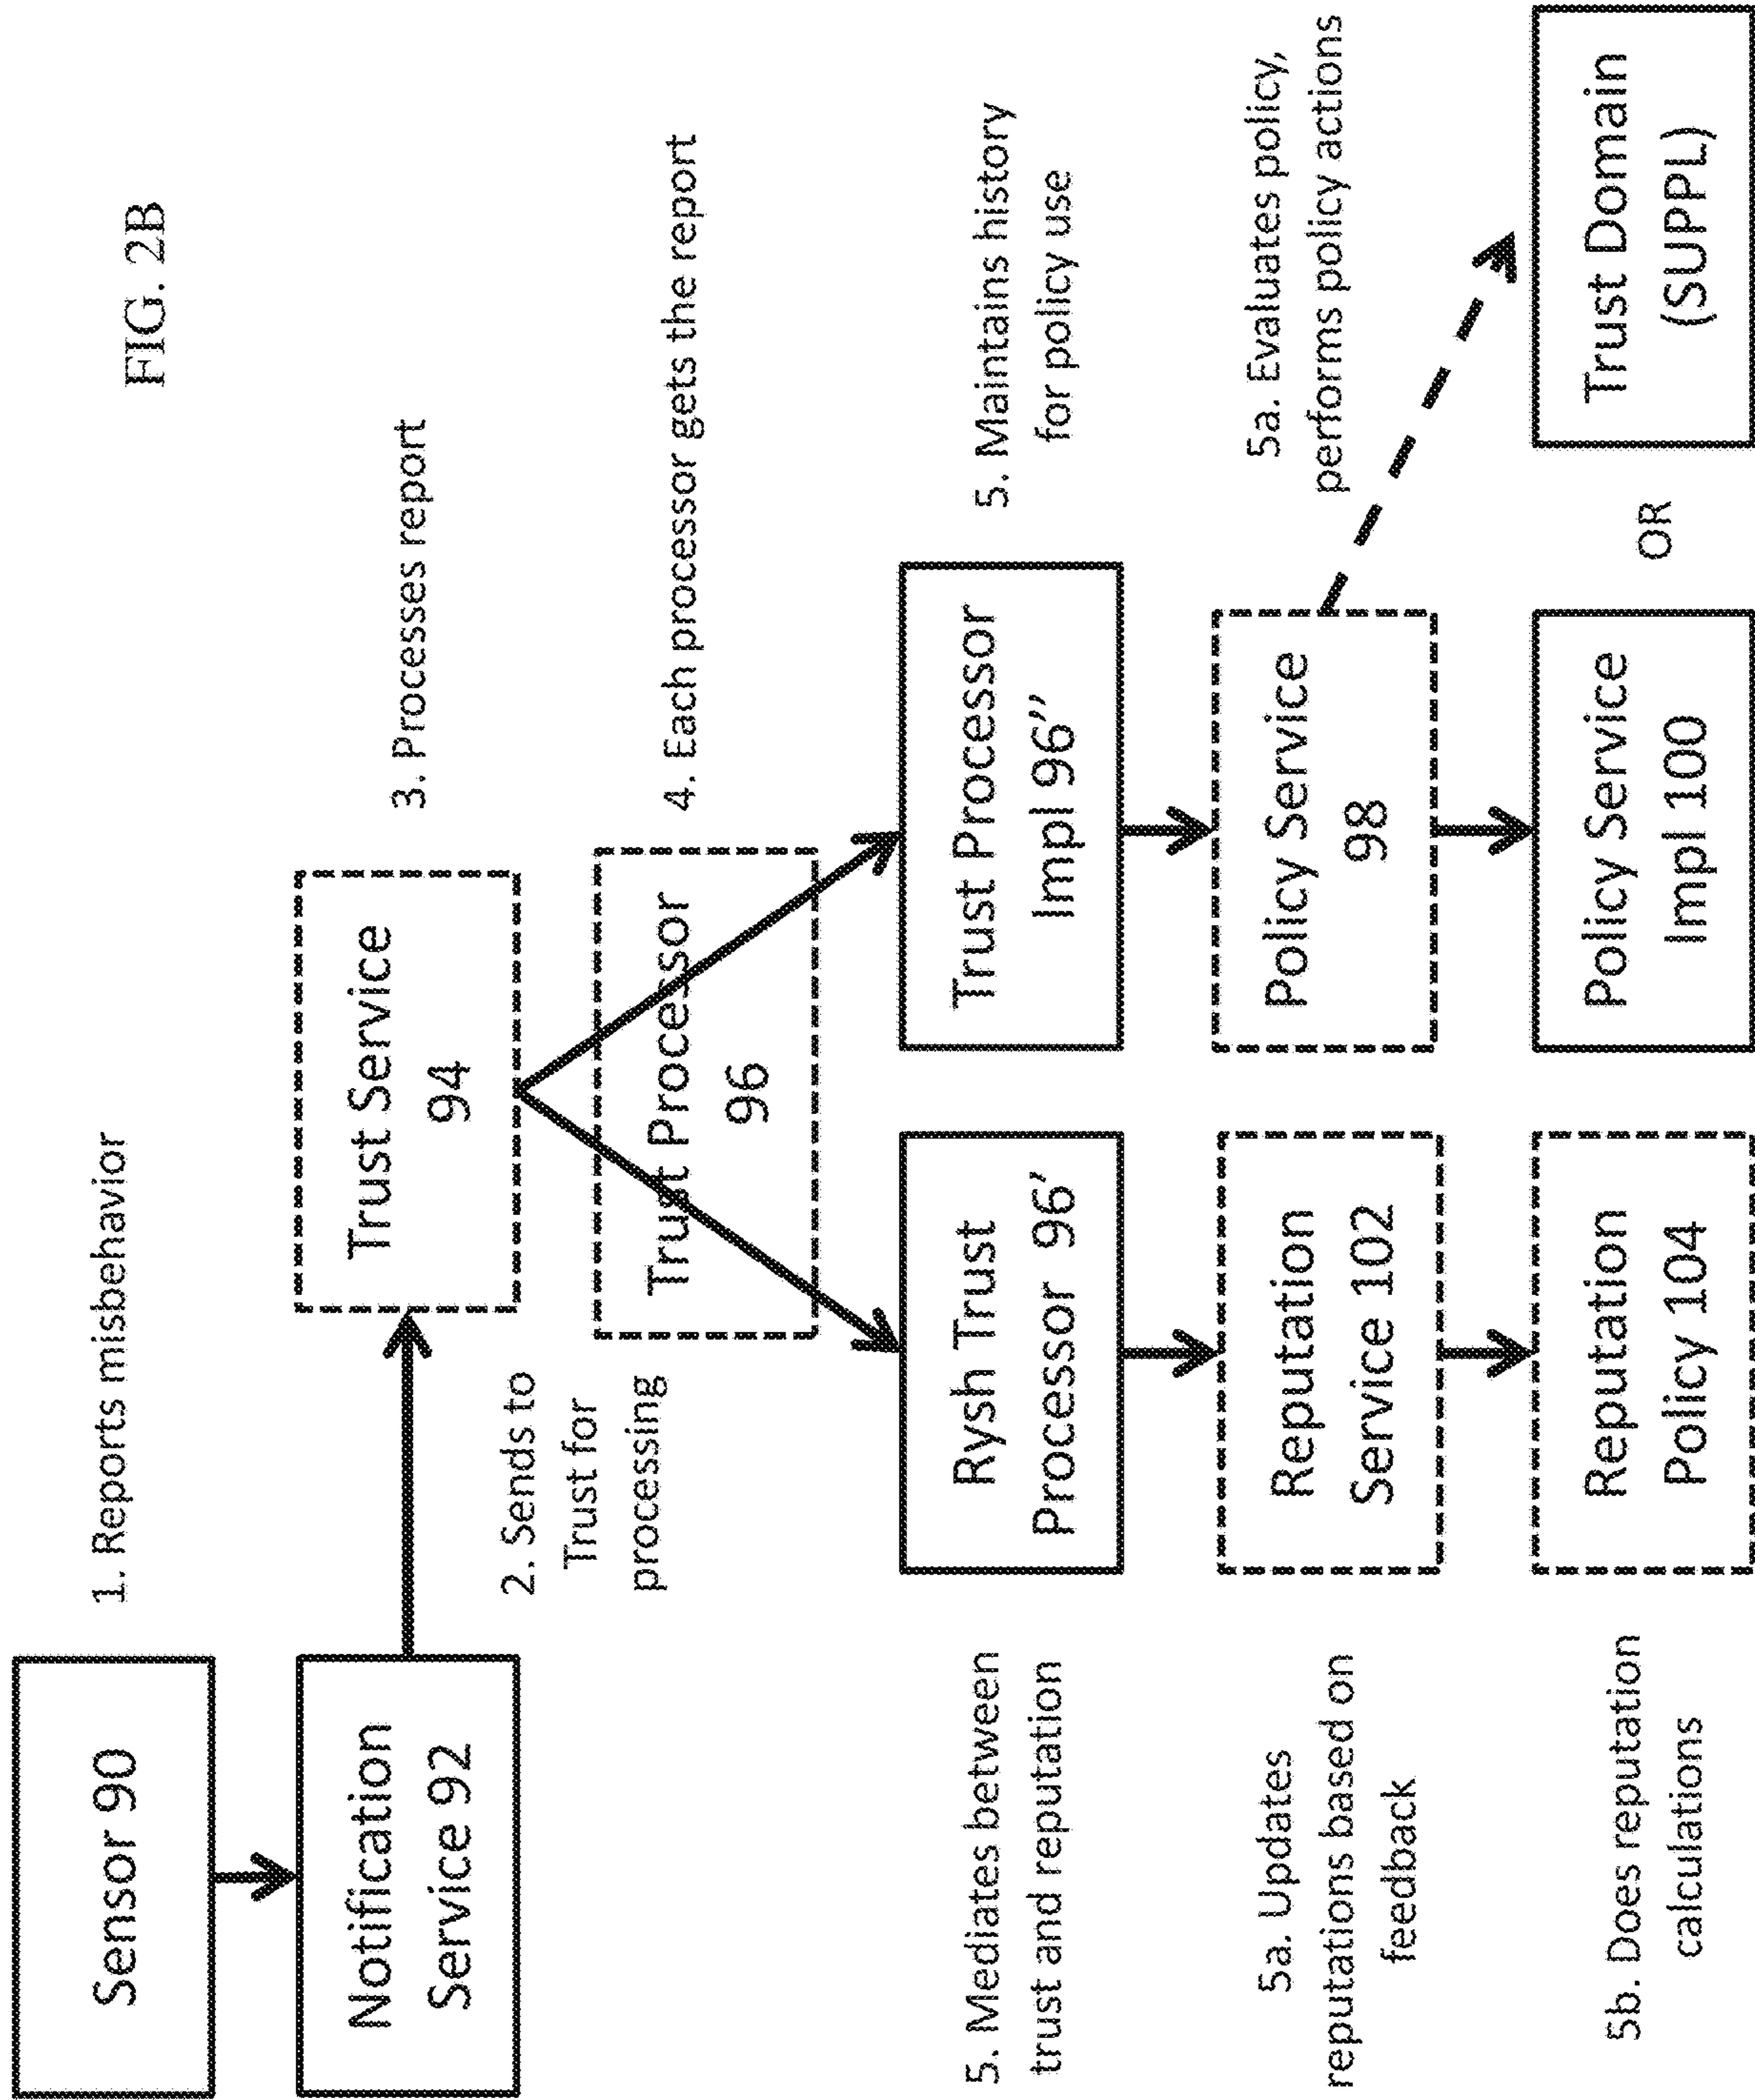 FIG. 2B
Sensor 90
1. Reports misbehavior
Notification
Service 92
Trust Service
94
3. Processes report
2. Sends to
Trust for
processing
Trust Processor
96
4. Each processor gets the report
5. Mediates between
trust and reputation
Rysh Trust
Processor 96'
Trust Processor
Impl 96''
5. Maintains history
for policy use
5a. Updates
reputations based on
feedback
Reputation
Service 102
Policy Service
98
5a. Evaluates policy,
performs policy actions
5b. Does reputation
calculations
Reputation
Policy 104
Policy Service
Impl 100
OR
Trust Domain
(SUPPL)